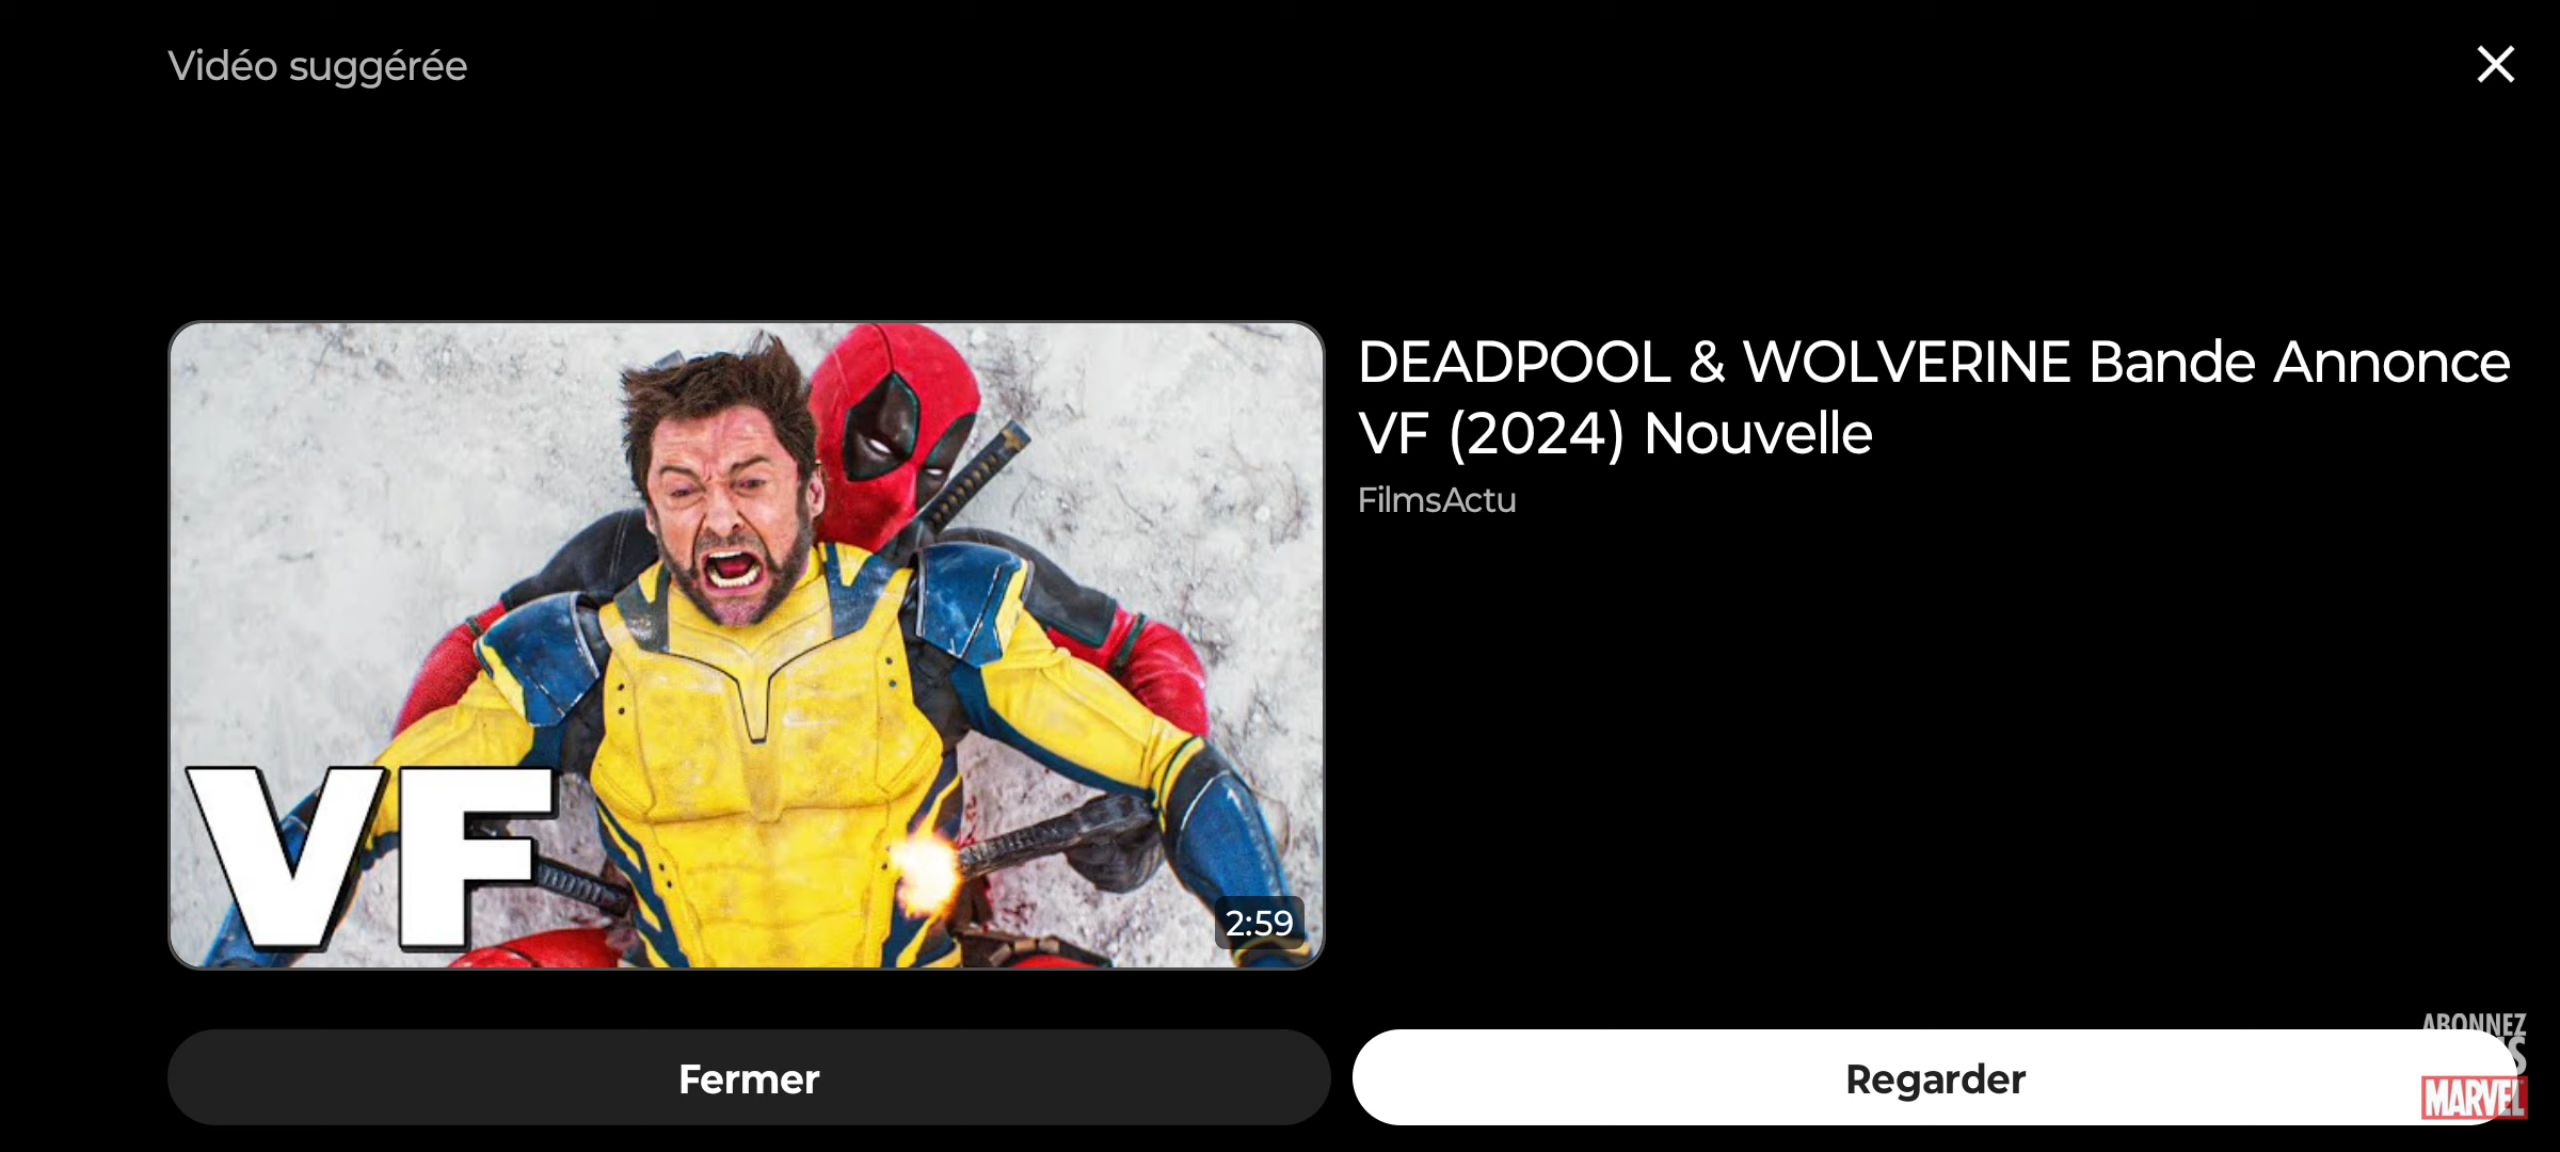 Vidéo suggérée
DEADPOOL & WOLVERINE Bande Annonce
VF (2024) Nouvelle
FilmsActu
VF
2:59
Fermer
Regarder
ABONNEZ
MARVEL